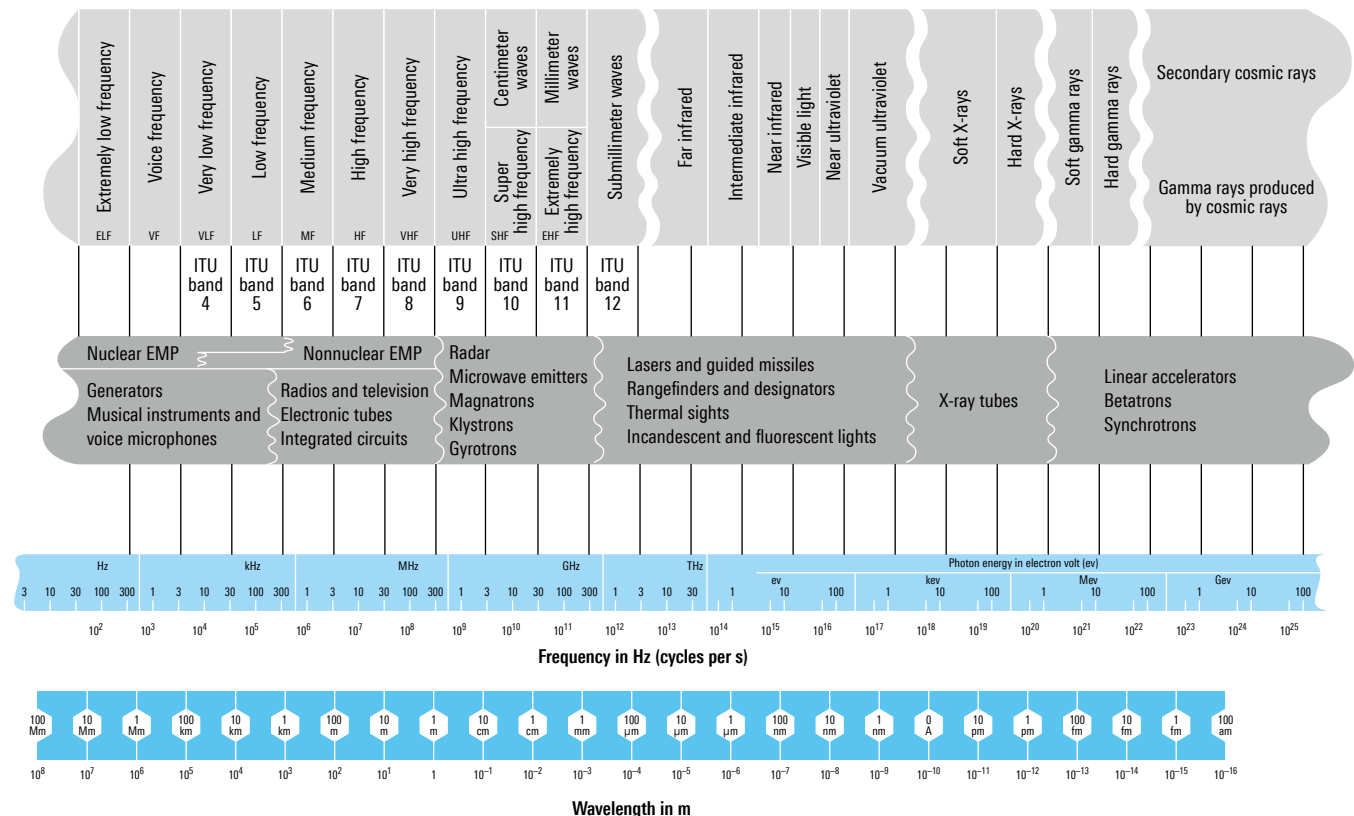 Extremely low frequency
Voice frequency
Very low frequency
Low frequency
Medium frequency
High frequency
Very high frequency
Ultra high frequency
Centimeter
waves
Super
high frequency
Millimeter
waves
Extremely
high frequency
Submillimeter waves
Far infrared
Intermediate infrared
Near infrared
Visible light
Near ultraviolet
Vacuum ultraviolet
Soft X-rays
Hard X-rays
Soft gamma rays
Hard gamma rays
Secondary cosmic rays
Gamma rays produced
by cosmic rays
ELF VF VLF LF MF HF VHF UHF SHF EHF
ITU
band
4
ITU
band
5
ITU
band
6
ITU
band
7
ITU
band
8
ITU
band
9
ITU
band
10
ITU
band
11
ITU
band
12
Nuclear EMP
Nonnuclear EMP
Generators
Musical instruments and
voice microphones
Radios and television
Electronic tubes
Integrated circuits
Radar
Microwave emitters
Magnatrons
Klystrons
Gyrotrons
Lasers and guided missiles
Rangefinders and designators
Thermal sights
Incandescent and fluorescent lights
X-ray tubes
Linear accelerators
Betatrons
Synchrotrons
Hz kHz MHz GHz THz
Photon energy in electron volt (ev)
ev kev Mev Gev
3 10 30 100 300 1 3 10 30 100 300 1 3 10 30 100 300 1 3 10 30 100 300 1 3 10 30 1 10 100 1 10 100 1 10 100 1 10 100
10² 10³ 10⁴ 10⁵ 10⁶ 10⁷ 10⁸ 10⁹ 10¹⁰ 10¹¹ 10¹² 10¹³ 10¹⁴ 10¹⁵ 10¹⁶ 10¹⁷ 10¹⁸ 10¹⁹ 10²⁰ 10²¹ 10²² 10²³ 10²⁴ 10²⁵
Frequency in Hz (cycles per s)
100
Mm
10
Mm
1
Mm
100
km
10
km
1
km
100
m
10
m
1
m
10
cm
1
cm
1
mm
100
µm
10
µm
1
µm
100
nm
10
nm
1
nm
0
A
10
pm
1
pm
100
fm
10
fm
1
fm
100
am
10⁸ 10⁷ 10⁶ 10⁵ 10⁴ 10³ 10² 10¹ 1 10⁻¹ 10⁻² 10⁻³ 10⁻⁴ 10⁻⁵ 10⁻⁶ 10⁻⁷ 10⁻⁸ 10⁻⁹ 10⁻¹⁰ 10⁻¹¹ 10⁻¹² 10⁻¹³ 10⁻¹⁴ 10⁻¹⁵ 10⁻¹⁶
Wavelength in m